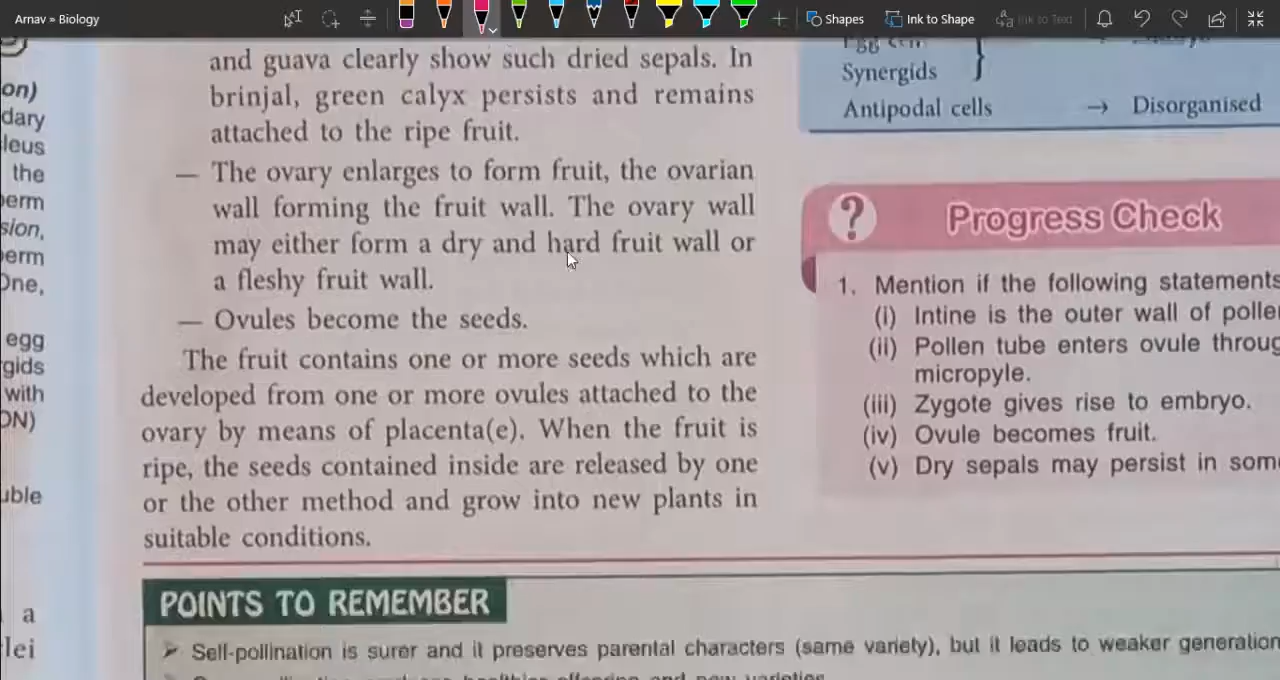 Arnav » Biology
Shapes
Ink to Shape
Ink to Text
on)
dary
leus
the
erm
sion,
erm
One,
egg
gids
with
ON)
uble
a
lei
and guava clearly show such dried sepals. In
brinjal, green calyx persists and remains
attached to the ripe fruit.
— The ovary enlarges to form fruit, the ovarian
wall forming the fruit wall. The ovary wall
may either form a dry and hard fruit wall or
a fleshy fruit wall.
— Ovules become the seeds.
The fruit contains one or more seeds which are
developed from one or more ovules attached to the
ovary by means of placenta(e). When the fruit is
ripe, the seeds contained inside are released by one
or the other method and grow into new plants in
suitable conditions.
Synergids }
Antipodal cells → Disorganised
? Progress Check
1. Mention if the following statements
(i) Intine is the outer wall of polle
(ii) Pollen tube enters ovule throug
micropyle.
(iii) Zygote gives rise to embryo.
(iv) Ovule becomes fruit.
(v) Dry sepals may persist in som
POINTS TO REMEMBER
➤ Self-pollination is surer and it preserves parental characters (same variety), but it leads to weaker generation